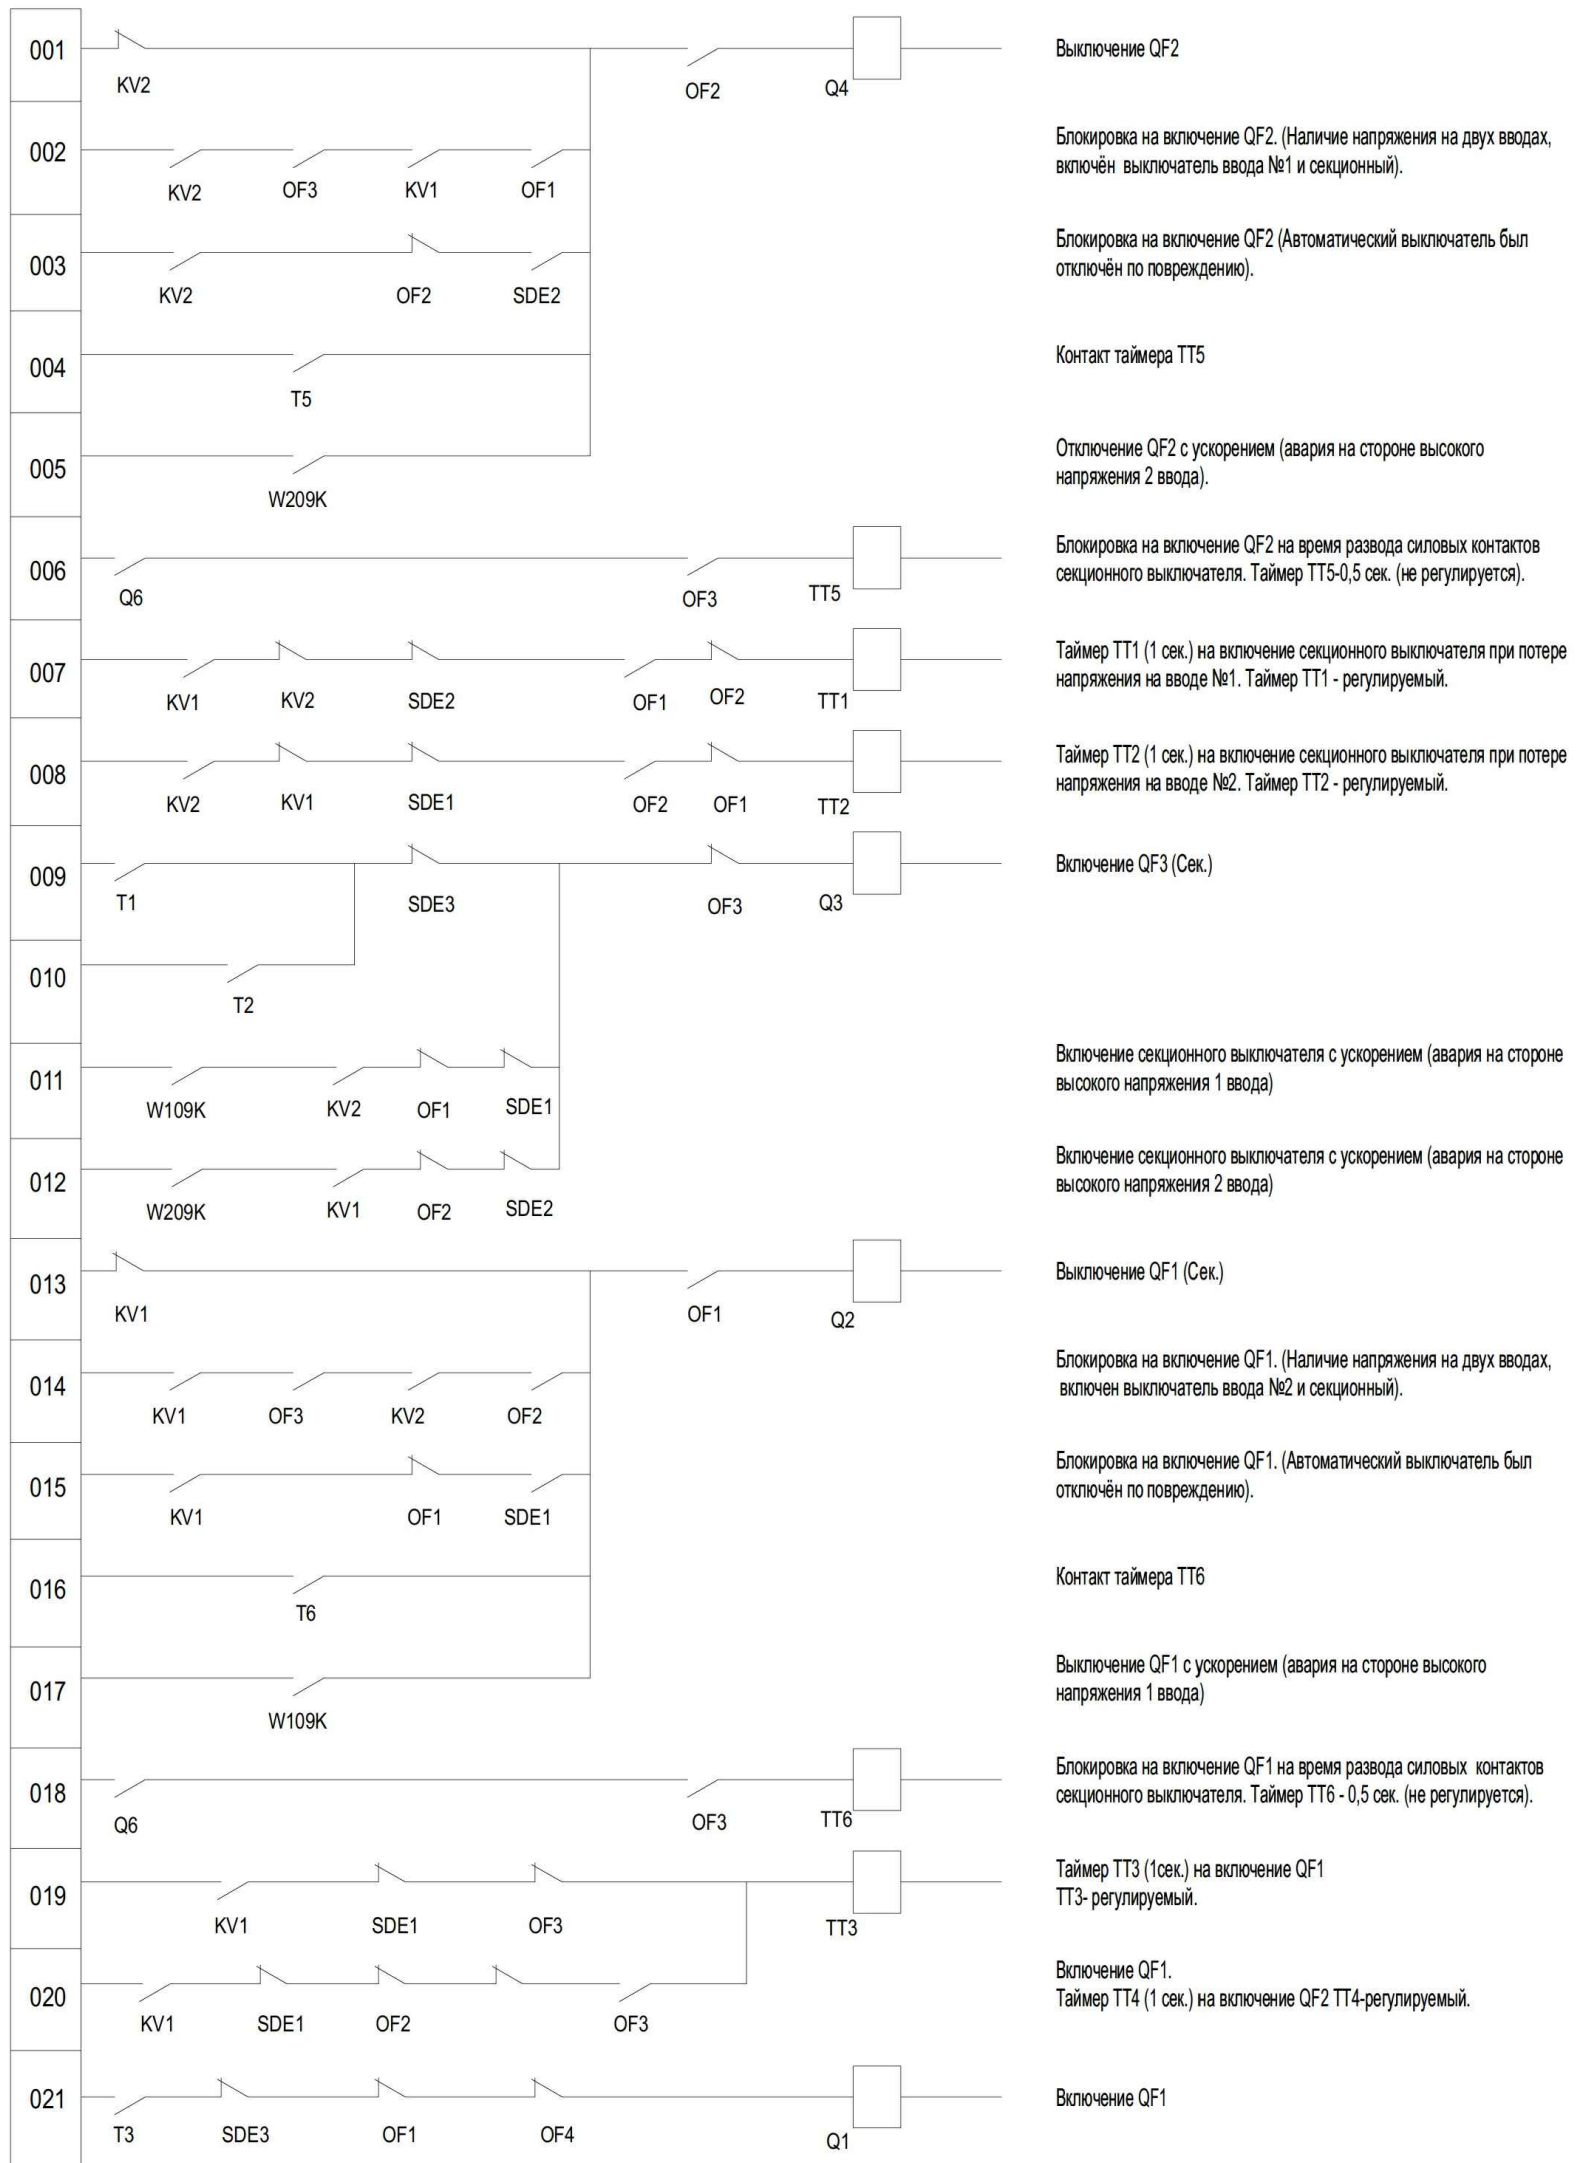 001
KV2
OF2
Q4
Выключение QF2
002
KV2
OF3
KV1
OF1
Блокировка на включение QF2. (Наличие напряжения на двух вводах,
включён выключатель ввода №1 и секционный).
003
KV2
OF2
SDE2
Блокировка на включение QF2 (Автоматический выключатель был
отключён по повреждению).
004
T5
Контакт таймера ТТ5
005
W209K
Отключение QF2 с ускорением (авария на стороне высокого
напряжения 2 ввода).
006
Q6
OF3
TT5
Блокировка на включение QF2 на время развода силовых контактов
секционного выключателя. Таймер ТТ5-0,5 сек. (не регулируется).
007
KV1
KV2
SDE2
OF1
OF2
TT1
Таймер ТТ1 (1 сек.) на включение секционного выключателя при потере
напряжения на вводе №1. Таймер ТТ1 - регулируемый.
008
KV2
KV1
SDE1
OF2
OF1
TT2
Таймер ТТ2 (1 сек.) на включение секционного выключателя при потере
напряжения на вводе №2. Таймер ТТ2 - регулируемый.
009
T1
SDE3
OF3
Q3
Включение QF3 (Сек.)
010
T2
011
W109K
KV2
OF1
SDE1
Включение секционного выключателя с ускорением (авария на стороне
высокого напряжения 1 ввода)
012
W209K
KV1
OF2
SDE2
Включение секционного выключателя с ускорением (авария на стороне
высокого напряжения 2 ввода)
013
KV1
OF1
Q2
Выключение QF1 (Сек.)
014
KV1
OF3
KV2
OF2
Блокировка на включение QF1. (Наличие напряжения на двух вводах,
включен выключатель ввода №2 и секционный).
015
KV1
OF1
SDE1
Блокировка на включение QF1. (Автоматический выключатель был
отключён по повреждению).
016
T6
Контакт таймера ТТ6
017
W109K
Выключение QF1 с ускорением (авария на стороне высокого
напряжения 1 ввода)
018
Q6
OF3
TT6
Блокировка на включение QF1 на время развода силовых контактов
секционного выключателя. Таймер ТТ6 - 0,5 сек. (не регулируется).
019
KV1
SDE1
OF3
TT3
Таймер ТТ3 (1сек.) на включение QF1
ТТ3- регулируемый.
020
KV1
SDE1
OF2
OF3
Включение QF1.
Таймер ТТ4 (1 сек.) на включение QF2 ТТ4-регулируемый.
021
T3
SDE3
OF1
OF4
Q1
Включение QF1